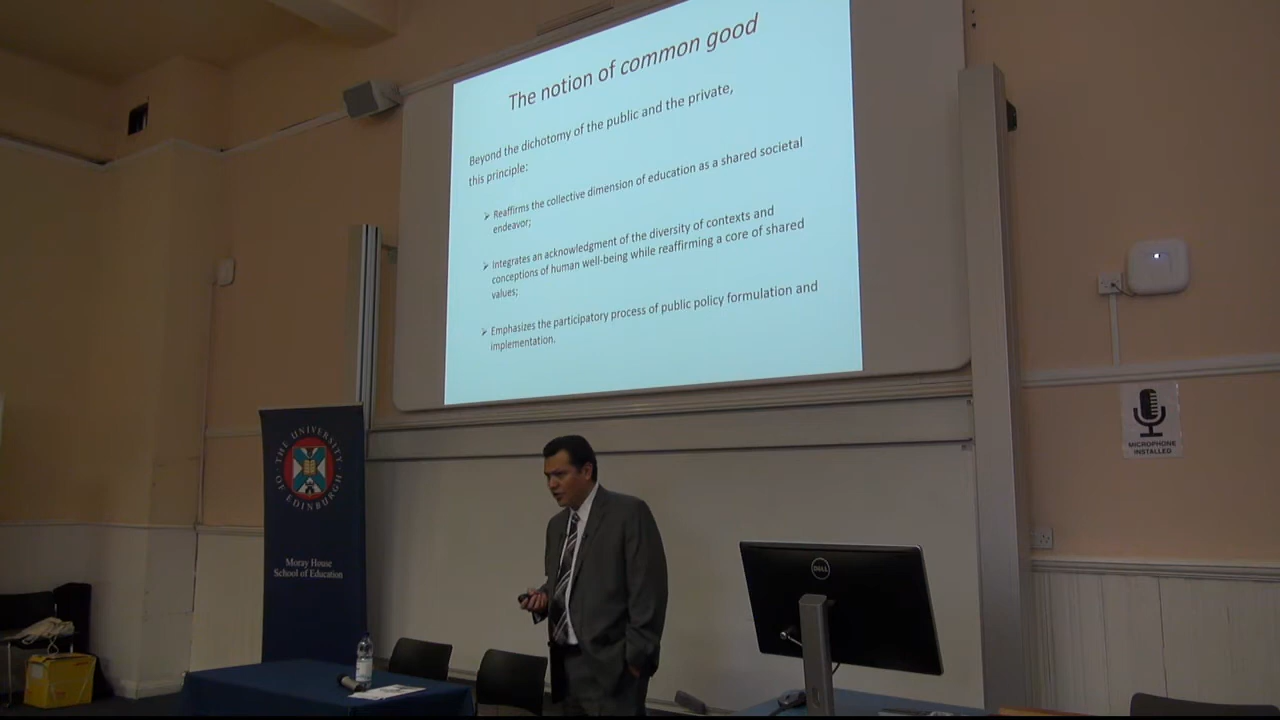 The notion of common good
Beyond the dichotomy of the public and the private,
this principle:
➢ Reaffirms the collective dimension of education as a shared societal
endeavor;
➢ Integrates an acknowledgment of the diversity of contexts and
conceptions of human well-being while reaffirming a core of shared
values;
➢ Emphasizes the participatory process of public policy formulation and
implementation.
THE UNIVERSITY
OF EDINBURGH
Moray House
School of Education
MICROPHONE
INSTALLED
DELL